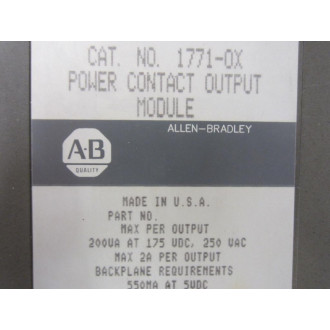 CAT. NO. 1771-OX
POWER CONTACT OUTPUT
MODULE
ALLEN-BRADLEY
A-B
QUALITY
MADE IN U.S.A.
PART NO.
MAX PER OUTPUT
200VA AT 175 VDC, 250 VAC
MAX 2A PER OUTPUT
BACKPLANE REQUIREMENTS
550MA AT 5VDC